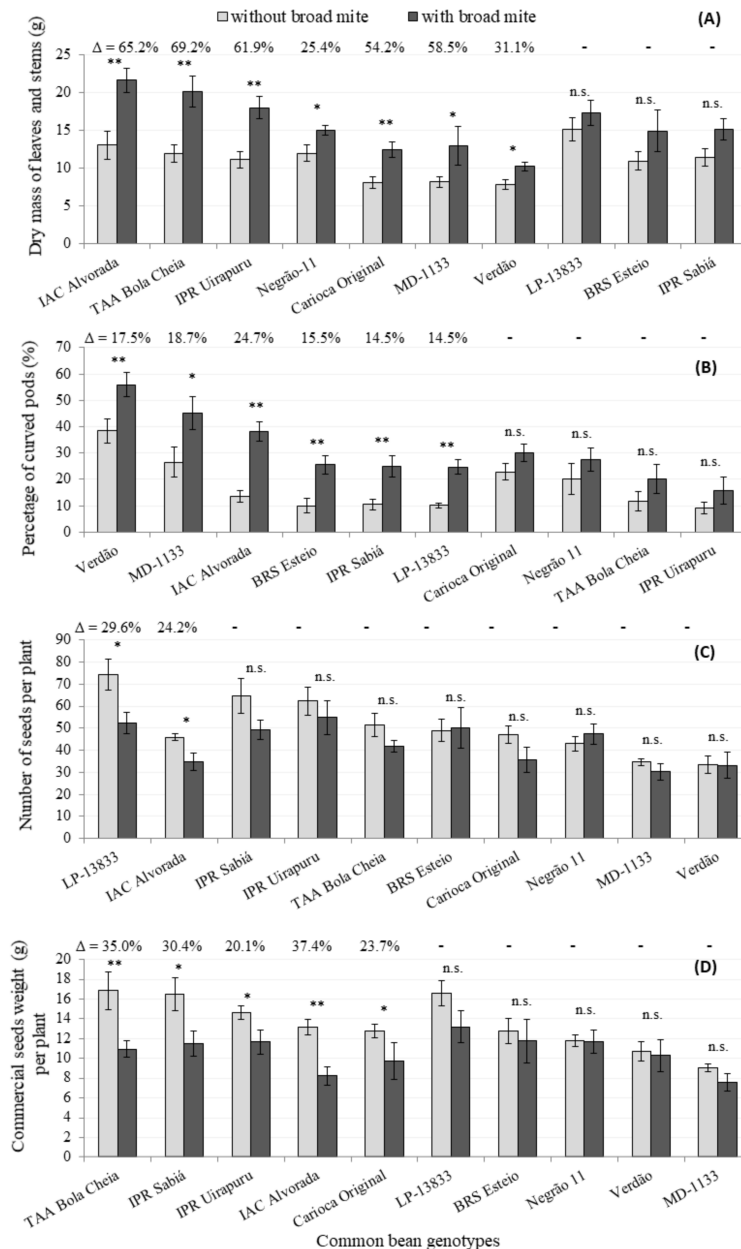 without broad mite with broad mite
(A)
Dry mass of leaves and stems (g)
Δ = 65.2% 69.2% 61.9% 25.4% 54.2% 58.5% 31.1% - - -
25
20
15
10
5
0
** ** ** * ** * * n.s. n.s. n.s.
IAC Alvorada
TAA Bola Cheia
IPR Uirapuru
Negrão-11
Carioca Original
MD-1133
Verdão
LP-13833
BRS Esteio
IPR Sabiá
(B)
Percetage of curved pods (%)
Δ = 17.5% 18.7% 24.7% 15.5% 14.5% 14.5% - - - -
70
60
50
40
30
20
10
0
** * ** ** ** ** n.s. n.s. n.s. n.s.
Verdão
MD-1133
IAC Alvorada
BRS Esteio
IPR Sabiá
LP-13833
Carioca Original
Negrão 11
TAA Bola Cheia
IPR Uirapuru
(C)
Number of seeds per plant
Δ = 29.6% 24.2% - - - - - - - -
90
80
70
60
50
40
30
20
10
0
* * n.s. n.s. n.s. n.s. n.s. n.s. n.s. n.s.
LP-13833
IAC Alvorada
IPR Sabiá
IPR Uirapuru
TAA Bola Cheia
BRS Esteio
Carioca Original
Negrão 11
MD-1133
Verdão
(D)
Commercial seeds weight (g)
per plant
Δ = 35.0% 30.4% 20.1% 37.4% 23.7% - - - - -
20
18
16
14
12
10
8
6
4
2
0
** * * ** * n.s. n.s. n.s. n.s. n.s.
TAA Bola Cheia
IPR Sabiá
IPR Uirapuru
IAC Alvorada
Carioca Original
LP-13833
BRS Esteio
Negrão 11
Verdão
MD-1133
Common bean genotypes